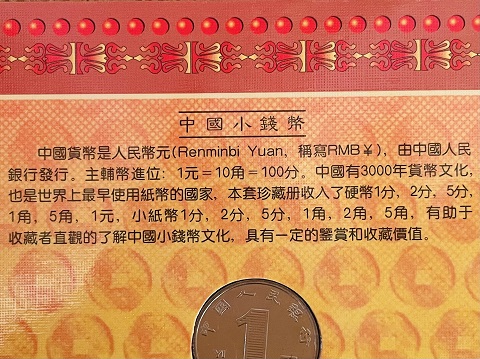 中國小錢幣
中國貨幣是人民幣元(Renminbi Yuan, 稱寫RMB￥), 由中國人民
銀行發行。主輔幣進位: 1元=10角=100分。中國有3000年貨幣文化,
也是世界上最早使用紙幣的國家, 本套珍藏册收入了硬幣1分, 2分, 5分,
1角, 5角, 1元, 小紙幣1分, 2分, 5分, 1角, 2角, 5角, 有助于
收藏者直觀的了解中國小錢幣文化, 具有一定的鑒賞和收藏價值。
中國人民銀行
1